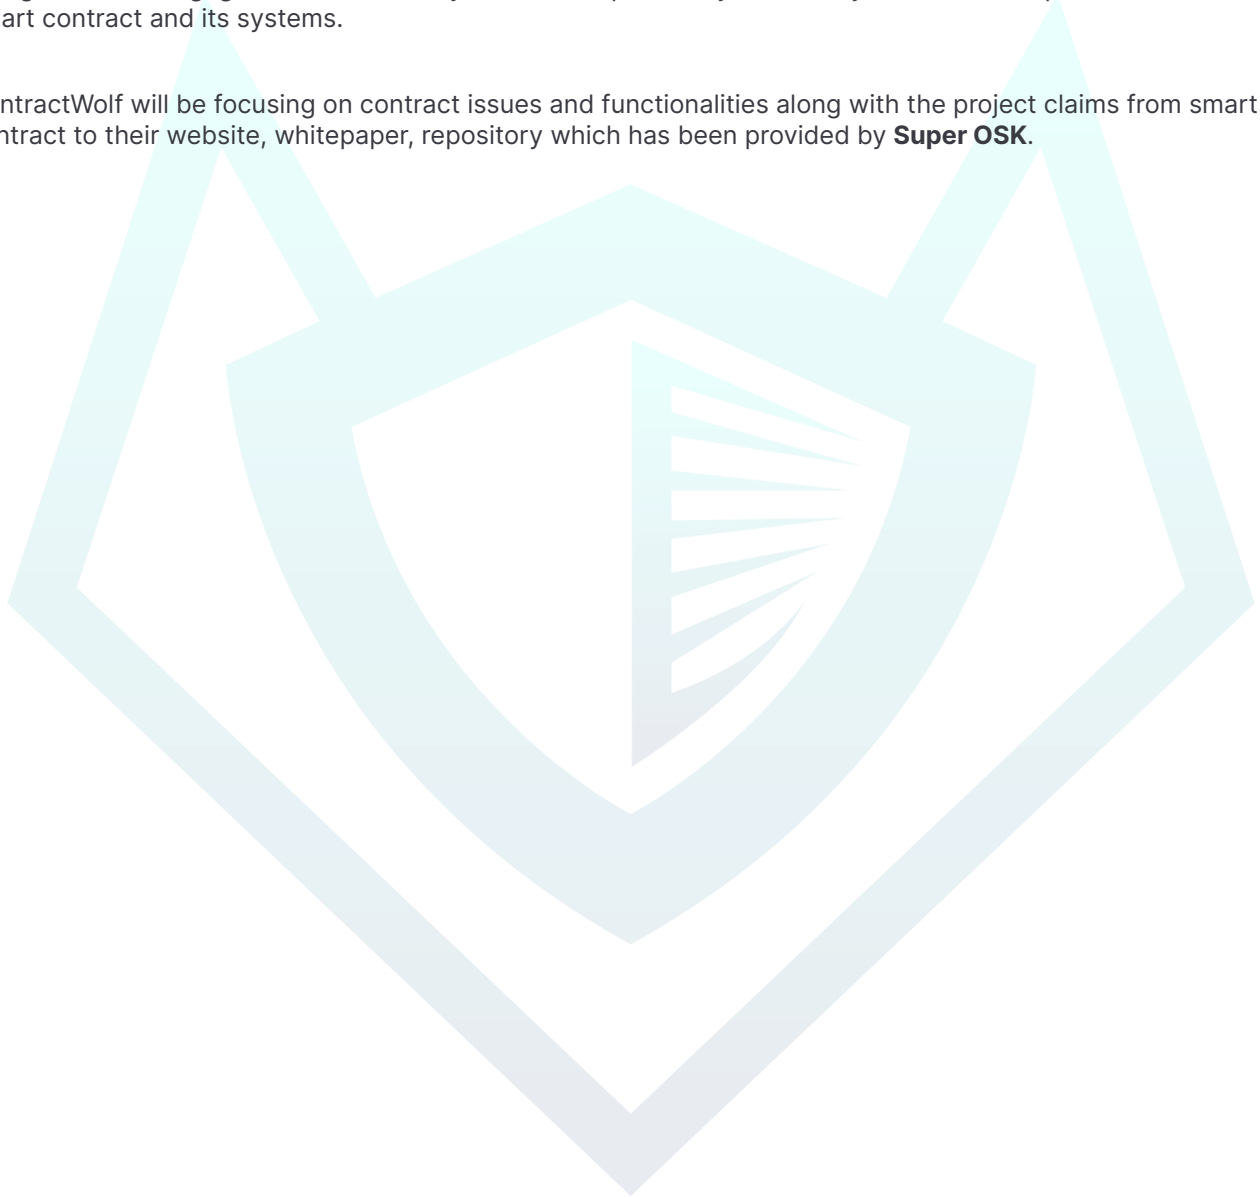 art contract and its systems.
ntractWolf will be focusing on contract issues and functionalities along with the project claims from smart
ntract to their website, whitepaper, repository which has been provided by Super OSK.